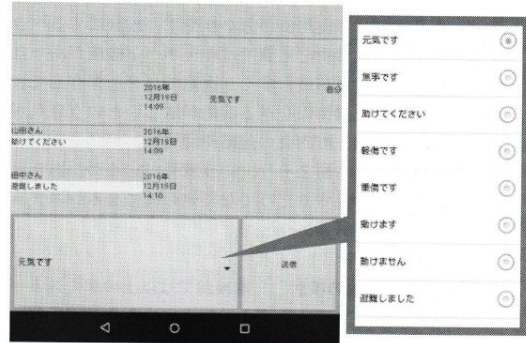 2016年
12月19日
14:09
元気です
自分
山田さん
助けてください
2016年
12月19日
14:09
田中さん
避難しました
2016年
12月19日
14:10
元気です
送信
元気です
無事です
助けてください
軽傷です
重傷です
動けます
動けません
避難しました